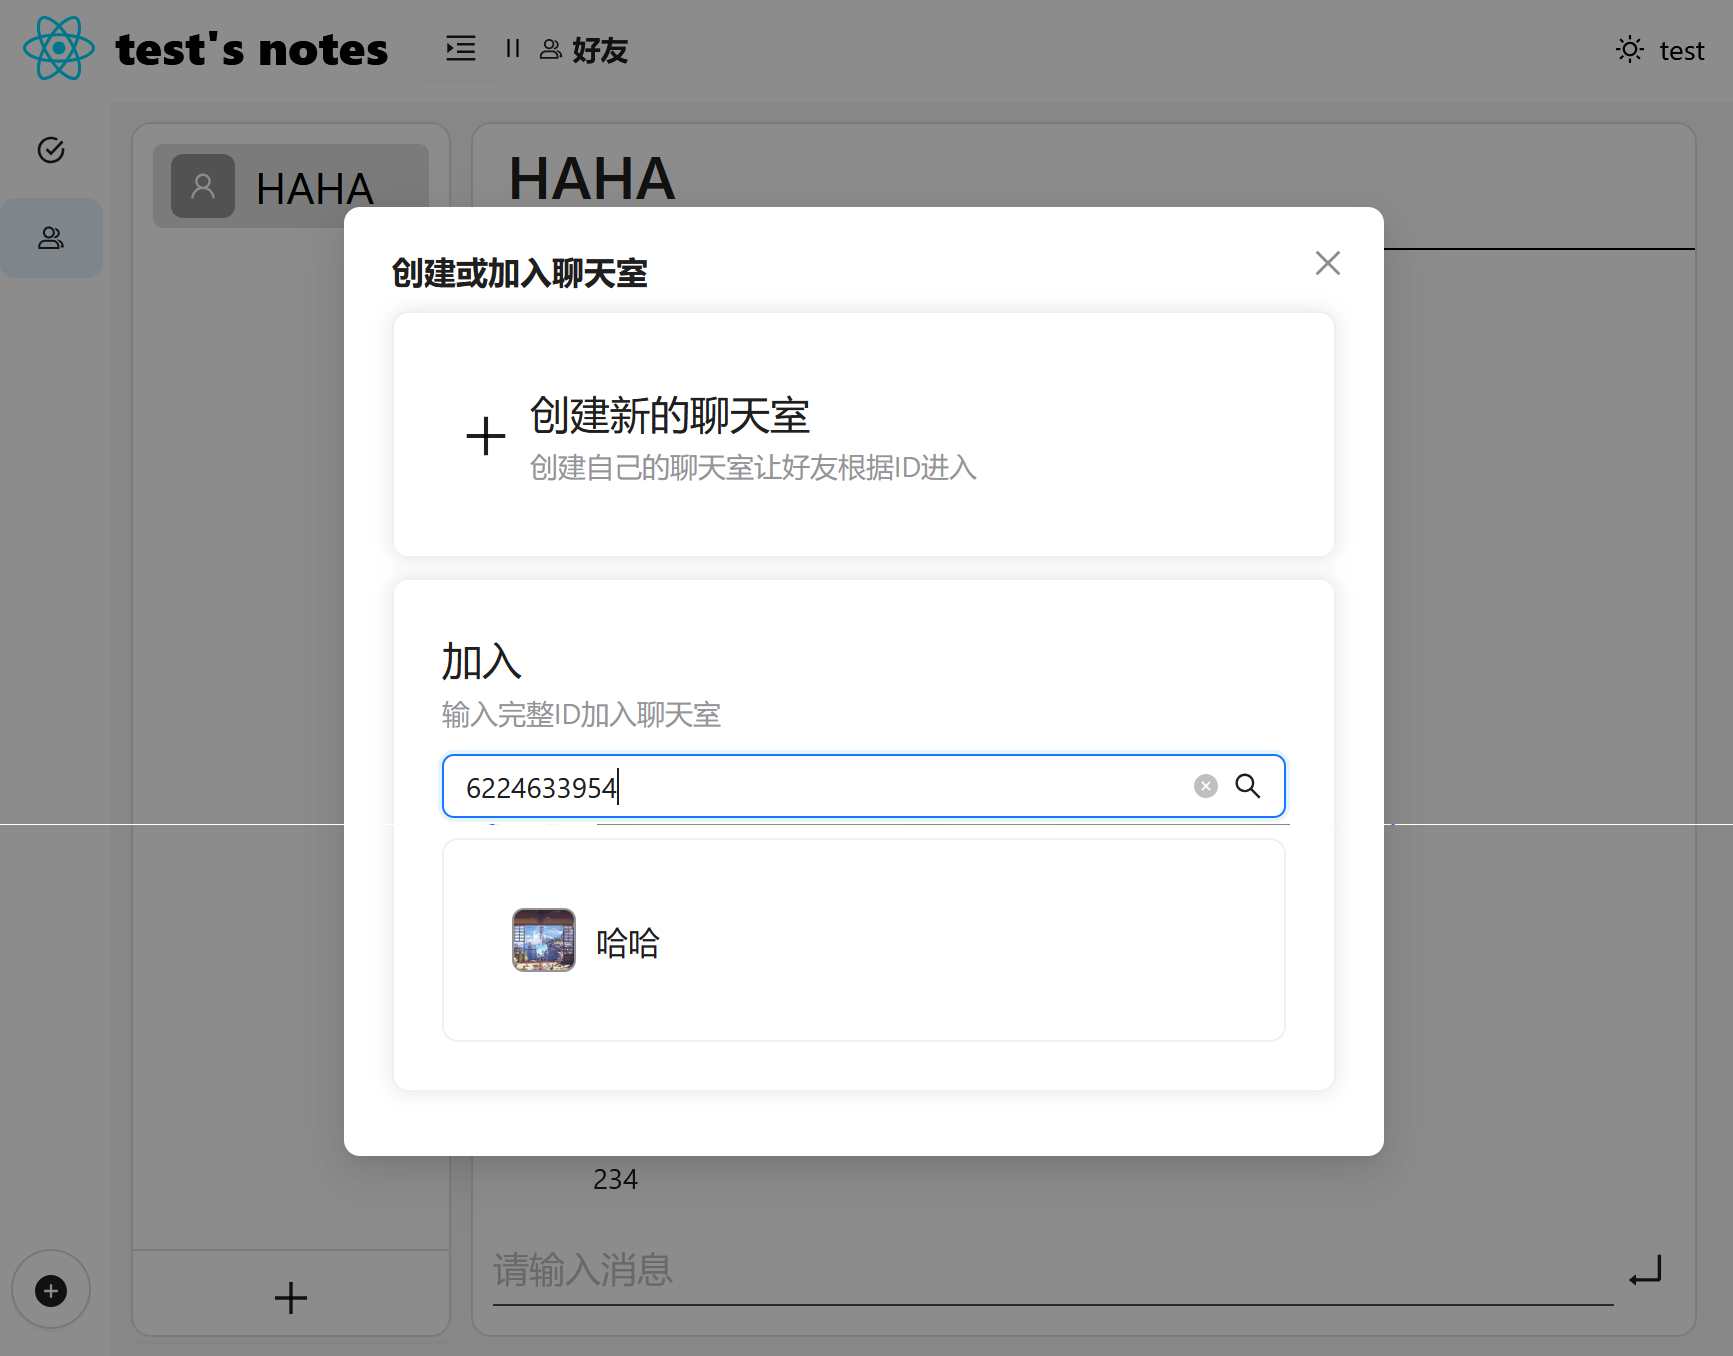 test's notes
好友
test
HAHA
HAHA
创建或加入聊天室
创建新的聊天室
创建自己的聊天室让好友根据ID进入
加入
输入完整ID加入聊天室
6224633954
哈哈
234
请输入消息